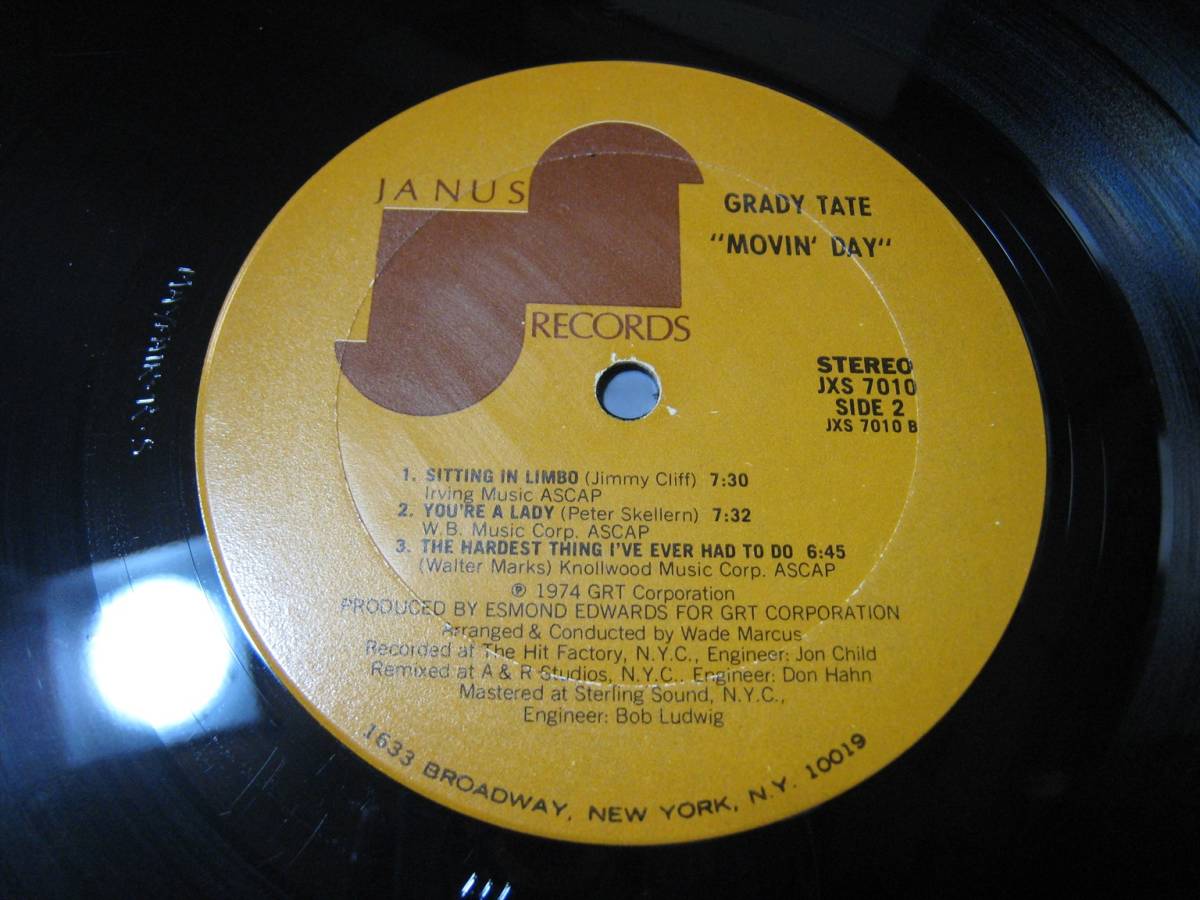 JANUS
RECORDS
GRADY TATE
"MOVIN' DAY"
STEREO
JXS 7010
SIDE 2
JXS 7010 B
1. SITTING IN LIMBO (Jimmy Cliff) 7:30
Irving Music ASCAP
2. YOU'RE A LADY (Peter Skellern) 7:32
W.B. Music Corp. ASCAP
3. THE HARDEST THING I'VE EVER HAD TO DO 6:45
(Walter Marks) Knollwood Music Corp. ASCAP
℗ 1974 GRT Corporation
PRODUCED BY ESMOND EDWARDS FOR GRT CORPORATION
Arranged & Conducted by Wade Marcus
Recorded at The Hit Factory, N.Y.C., Engineer: Jon Child
Remixed at A & R Studios, N.Y.C. Engineer: Don Hahn
Mastered at Sterling Sound, N.Y.C.,
Engineer: Bob Ludwig
1633 BROADWAY, NEW YORK, N.Y. 10019